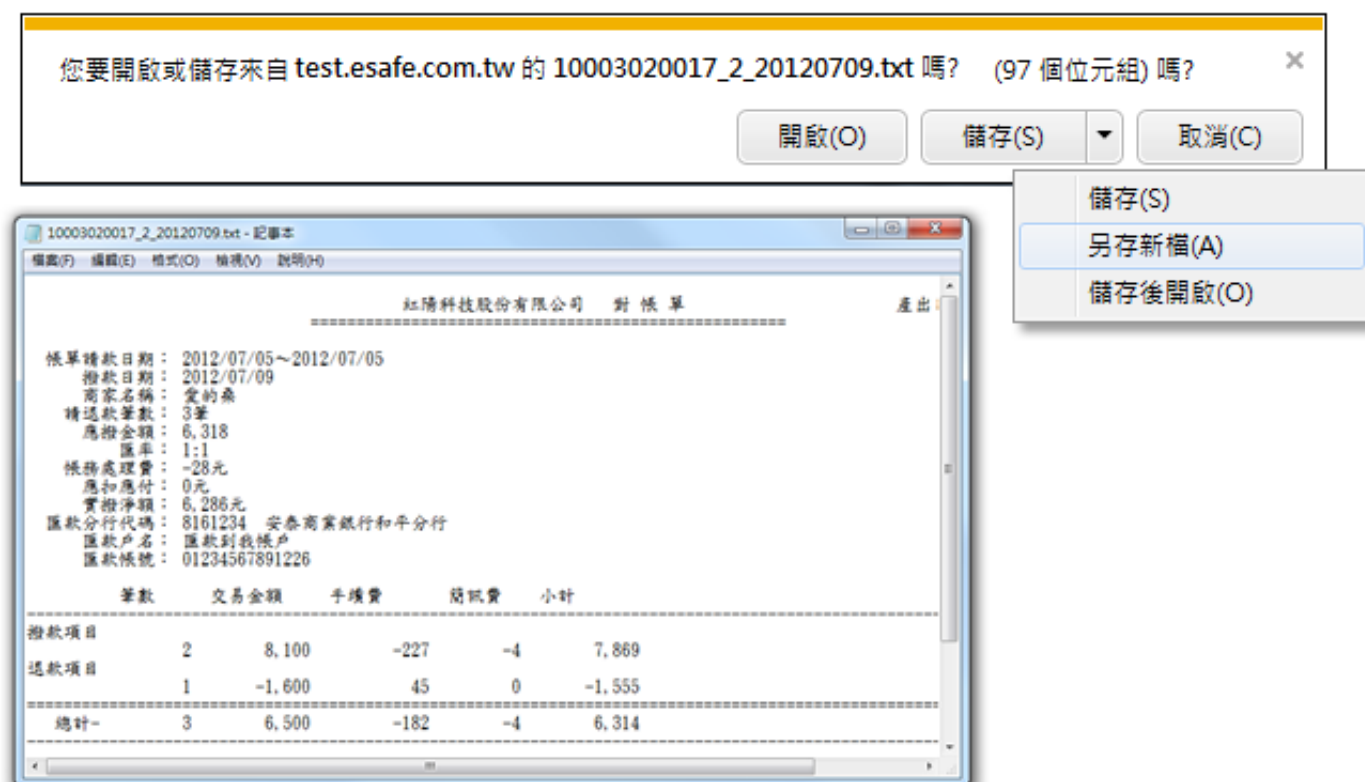 您要開啟或儲存來自 test.esafe.com.tw 的 10003020017_2_20120709.txt 嗎? (97 個位元組) 嗎? ×
開啟(O) 儲存(S) 取消(C)
儲存(S)
另存新檔(A)
儲存後開啟(O)
10003020017_2_20120709.txt - 記事本
檔案(F) 編輯(E) 格式(O) 檢視(V) 說明(H)
紅陽科技股份有限公司 對 帳 單 產出
==================================================
帳單請款日期： 2012/07/05～2012/07/05
撥款日期： 2012/07/09
商家名稱： 愛的桑
請退款筆數： 3筆
應撥金額： 6,318
匯率： 1:1
帳務處理費： -28元
應扣應付： 0元
實撥淨額： 6,286元
匯款分行代碼： 8161234 安泰商業銀行和平分行
匯款戶名： 匯款到我帳戶
匯款帳號： 01234567891226
筆數 交易金額 手續費 簡訊費 小計
撥款項目
2 8,100 -227 -4 7,869
退款項目
1 -1,600 45 0 -1,555
總計- 3 6,500 -182 -4 6,314